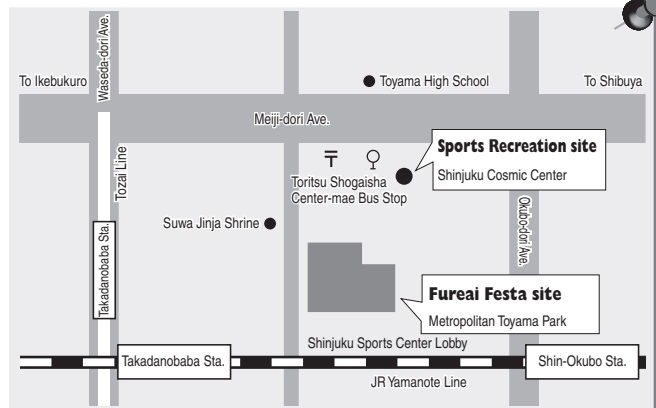 Waseda-dori Ave.
To Ikebukuro
Toyama High School
To Shibuya
Meiji-dori Ave.
Tozai Line
〒
Toritsu Shogaisha
Center-mae Bus Stop
Sports Recreation site
Shinjuku Cosmic Center
Okubo-dori Ave.
Suwa Jinja Shrine
Takadanobaba Sta.
Fureai Festa site
Metropolitan Toyama Park
Shinjuku Sports Center Lobby
Takadanobaba Sta.
Shin-Okubo Sta.
JR Yamanote Line